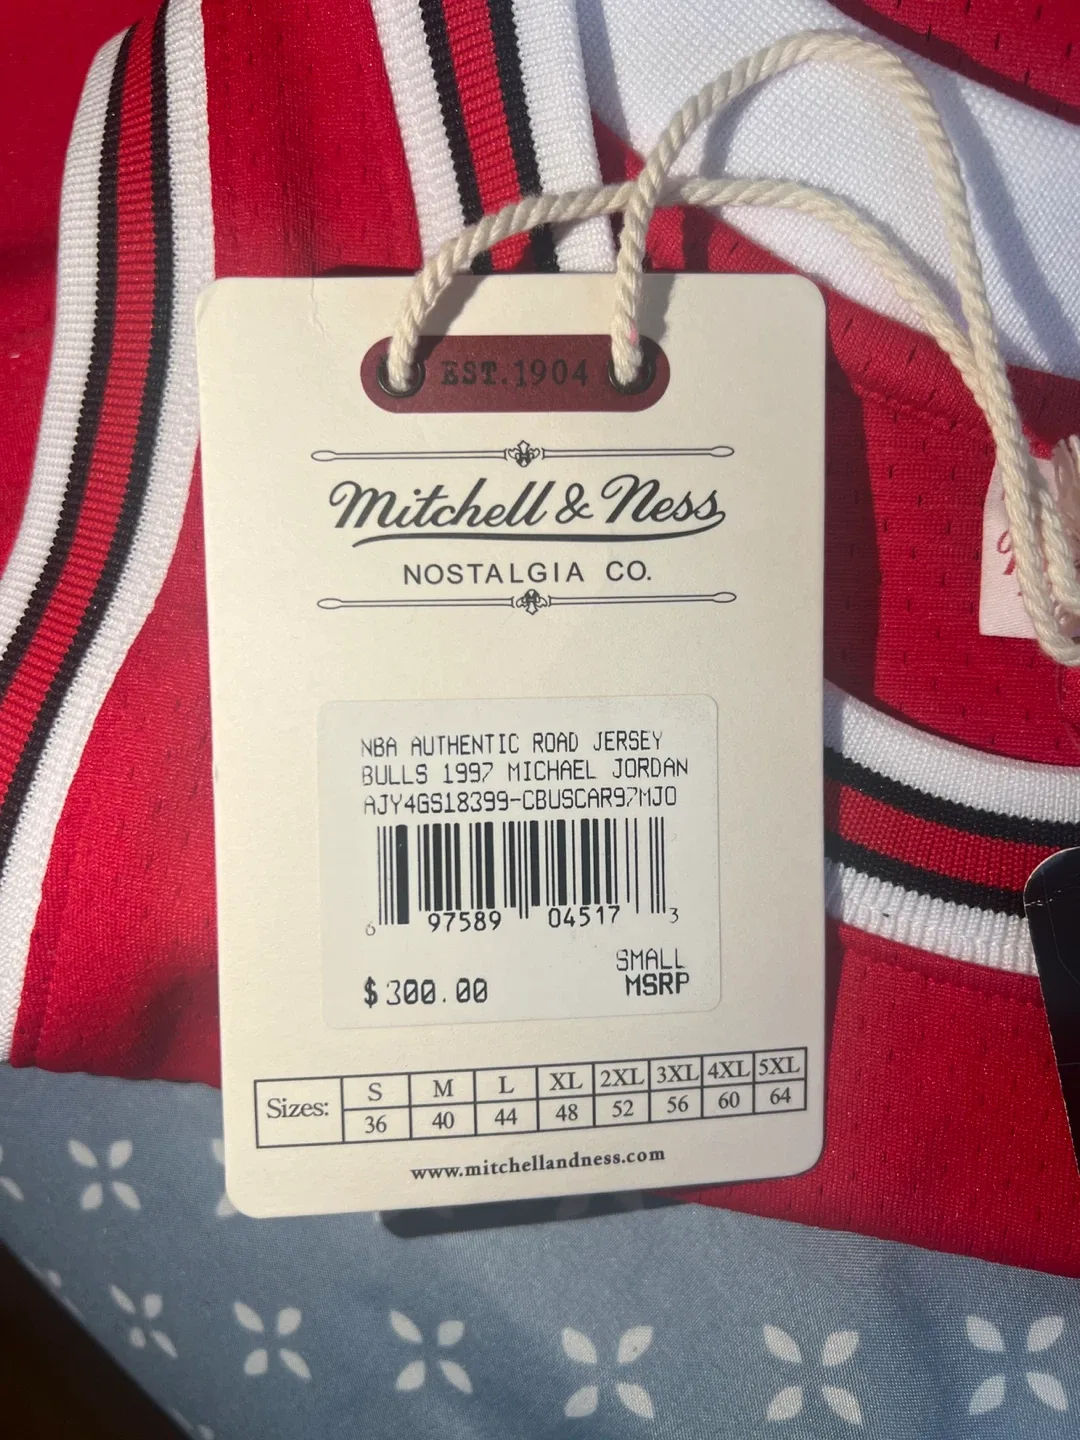 EST.1904
Mitchell & Ness
NOSTALGIA CO.
NBA AUTHENTIC ROAD JERSEY
BULLS 1997 MICHAEL JORDAN
AJY4GS18399-CBUSCAR97MJO
6 97589 04517 3
SMALL
$300.00 MSRP
Sizes: S M L XL 2XL 3XL 4XL 5XL
36 40 44 48 52 56 60 64
www.mitchellandness.com